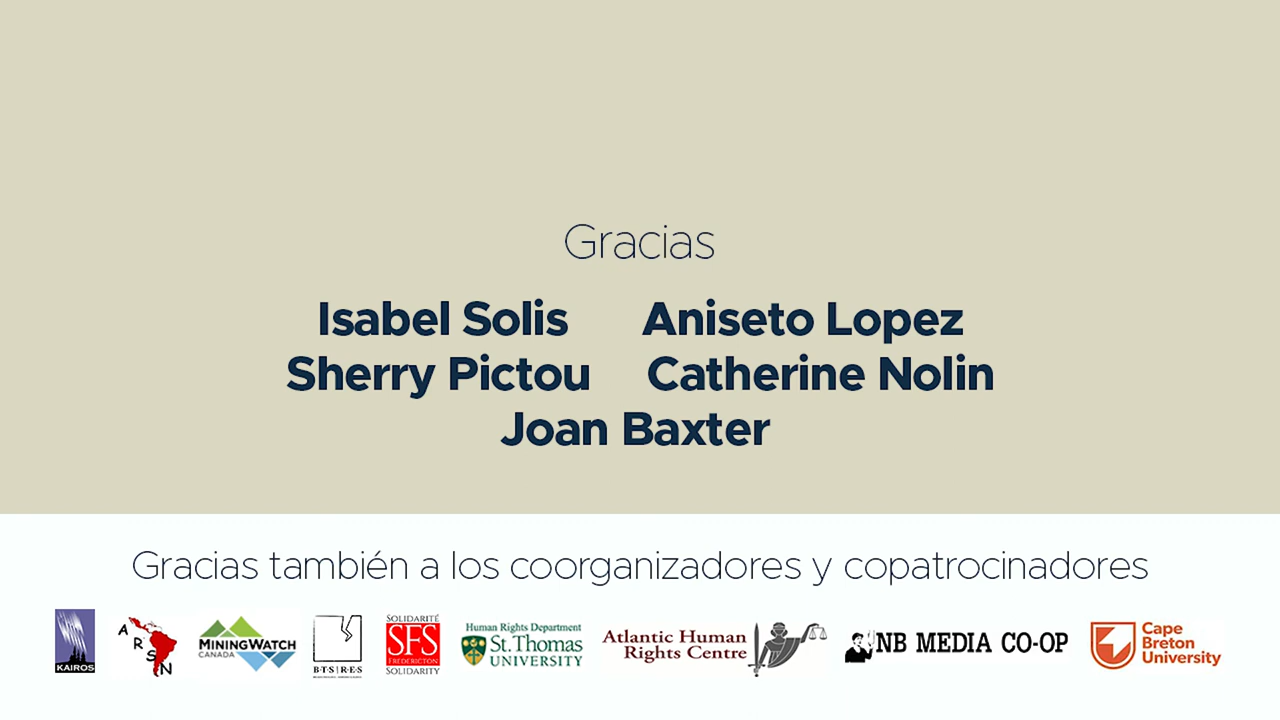 Gracias
Isabel Solis Aniseto Lopez
Sherry Pictou Catherine Nolin
Joan Baxter
Gracias también a los coorganizadores y copatrocinadores
KAIROS
A R S N
MININGWATCH
CANADA
BTS|RES
SOLIDARITÉ
SFS
FREDERICTON
SOLIDARITY
Human Rights Department
St. Thomas
UNIVERSITY
Atlantic Human
Rights Centre
NB MEDIA CO-OP
Cape
Breton
University